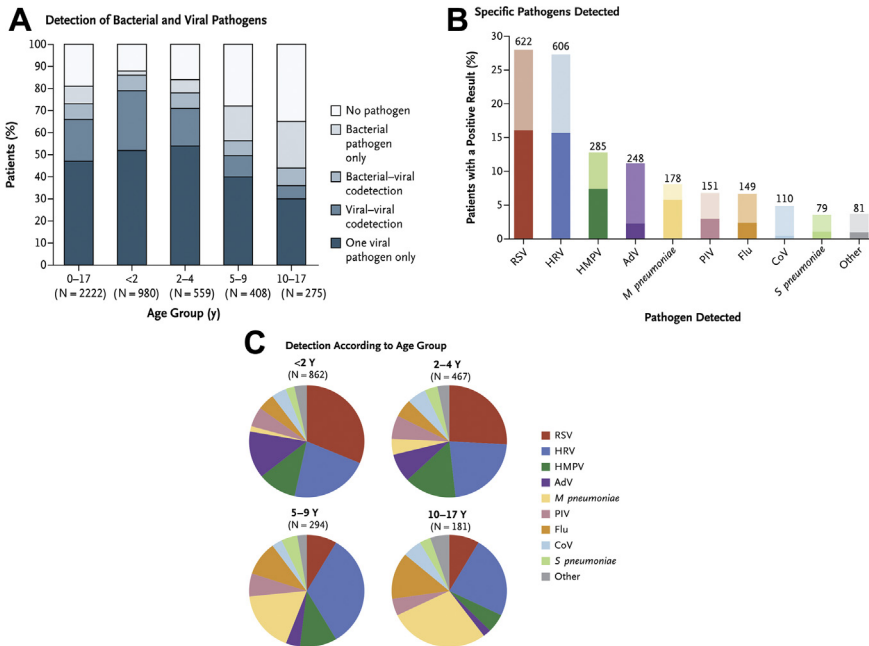 A
Detection of Bacterial and Viral Pathogens
Patients (%)
100
90
80
70
60
50
40
30
20
10
0
0–17
(N = 2222)
<2
(N = 980)
2–4
(N = 559)
5–9
(N = 408)
10–17
(N = 275)
Age Group (y)
No pathogen
Bacterial
pathogen
only
Bacterial–viral
codetection
Viral–viral
codetection
One viral
pathogen only
B
Specific Pathogens Detected
Patients with a Positive Result (%)
30
25
20
15
10
5
0
622
606
285
248
178
151
149
110
79
81
RSV
HRV
HMPV
AdV
M pneumoniae
PIV
Flu
CoV
S pneumoniae
Other
Pathogen Detected
C
Detection According to Age Group
<2 Y
(N = 862)
2–4 Y
(N = 467)
5–9 Y
(N = 294)
10–17 Y
(N = 181)
RSV
HRV
HMPV
AdV
M pneumoniae
PIV
Flu
CoV
S pneumoniae
Other